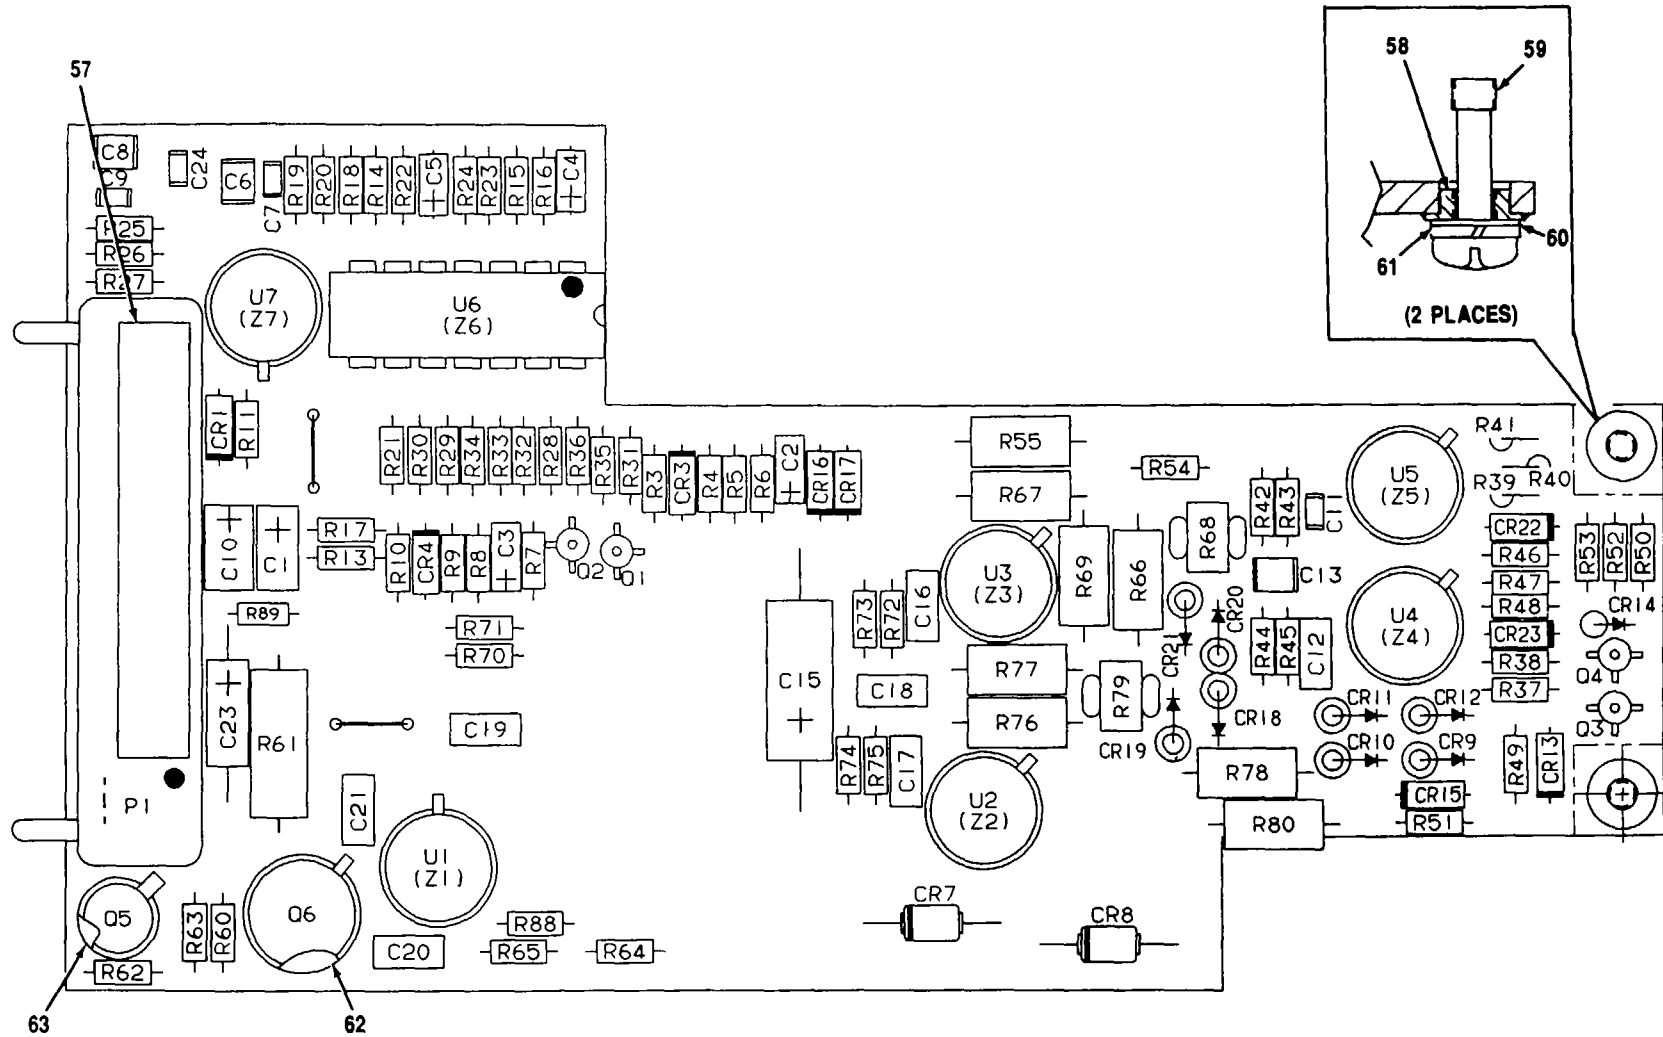 57
58
59
60
61
(2 PLACES)
C8
C9
C24
C6
C7
R19
R20
R18
R14
R22
C5
+
R24
R23
R15
R16
C4
+
R25
R26
R27
U7
(Z7)
U6
(Z6)
CR1
R11
R21
R30
R29
R34
R33
R32
R28
R36
R35
R31
R3
CR3
R4
R5
R6
C2
+
CR16
CR17
R55
R67
R54
R42
R43
C11
U5
(Z5)
R41
R39
R40
CR22
R46
R47
R48
CR23
R38
R37
R53
R52
R50
CR14
Q4
Q3
C10
+
C1
+
R17
R13
R10
CR4
R9
R8
C3
+
R7
Q2
Q1
R89
R71
R70
C15
+
R73
R72
C16
U3
(Z3)
R69
R66
R68
C13
CR20
CR21
R44
R45
C12
U4
(Z4)
C23
+
R61
C19
C18
R77
R76
R79
CR18
CR19
CR11
CR12
CR10
CR9
R49
CR13
P1
C21
R74
R75
C17
U2
(Z2)
R78
R80
CR15
R51
U1
(Z1)
Q5
R63
R60
Q6
C20
R88
R65
R64
CR7
CR8
R62
63
62